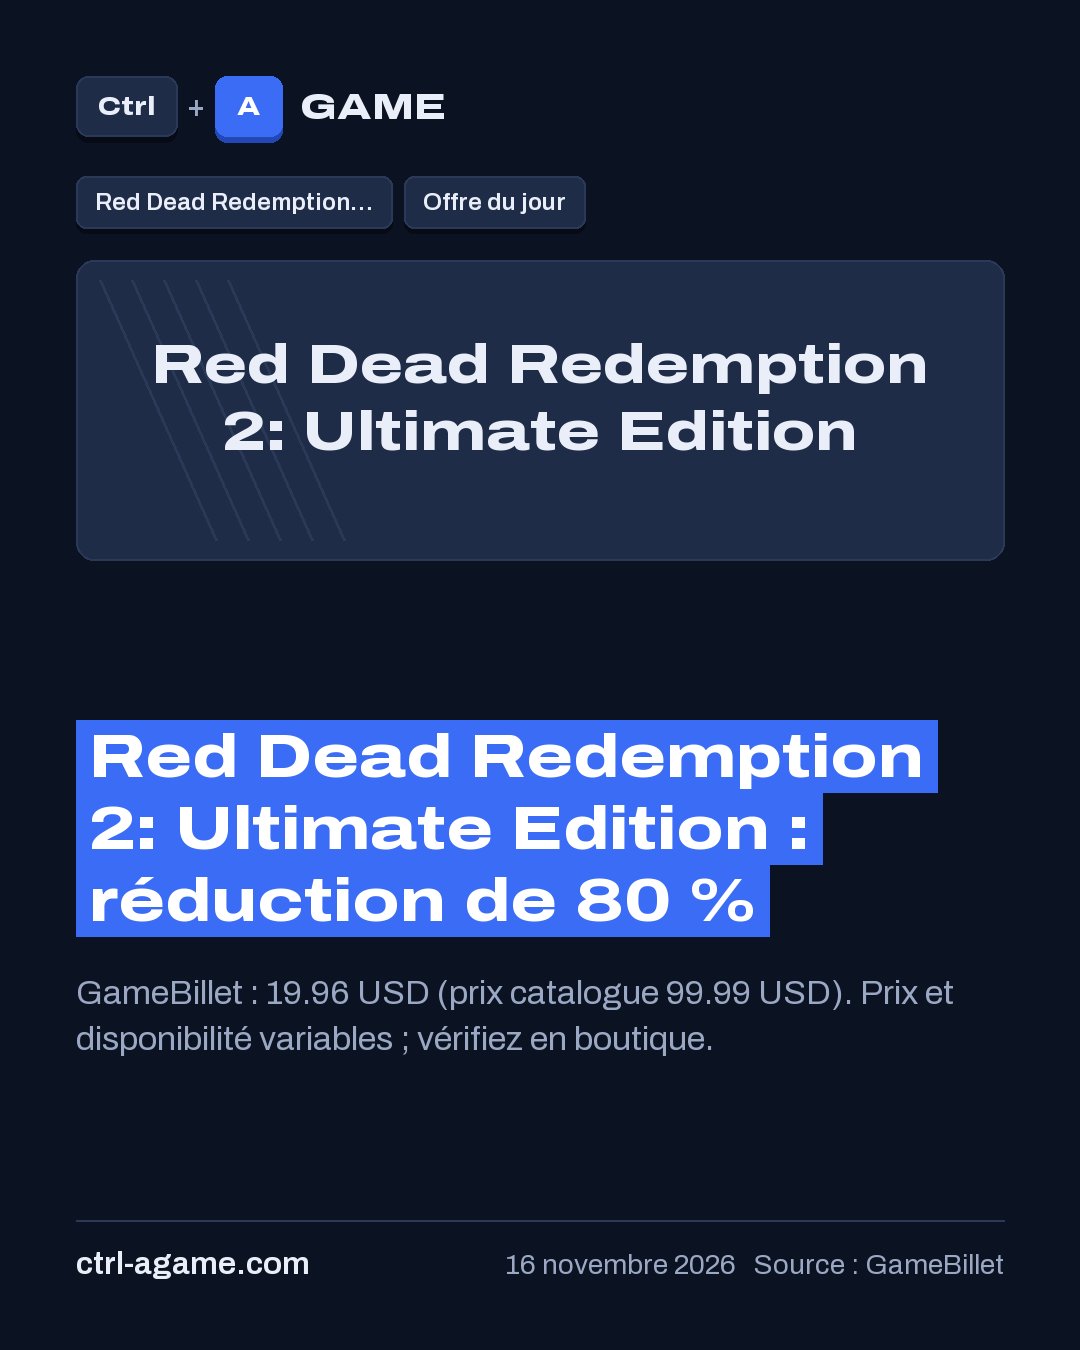 Ctrl + A GAME
Red Dead Redemption... Offre du jour
Red Dead Redemption
2: Ultimate Edition
Red Dead Redemption
2: Ultimate Edition :
réduction de 80 %
GameBillet : 19.96 USD (prix catalogue 99.99 USD). Prix et
disponibilité variables ; vérifiez en boutique.
ctrl-agame.com 16 novembre 2026 Source : GameBillet